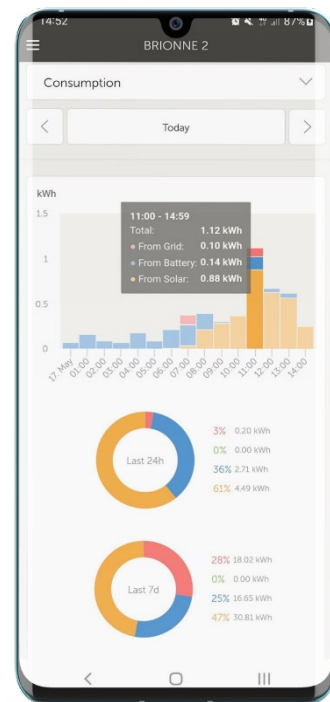 14:52
87%
BRIONNE 2
Consumption
Today
kWh
1.5
11:00 - 14:59
Total: 1.12 kWh
From Grid: 0.10 kWh
From Battery: 0.14 kWh
From Solar: 0.88 kWh
1
0.5
0
17. May 01:00 02:00 03:00 04:00 05:00 06:00 07:00 08:00 09:00 10:00 11:00 12:00 13:00 14:00
Last 24h
3% 0.20 kWh
0% 0.00 kWh
36% 2.71 kWh
61% 4.49 kWh
Last 7d
28% 18.02 kWh
0% 0.00 kWh
25% 16.65 kWh
47% 30.81 kWh